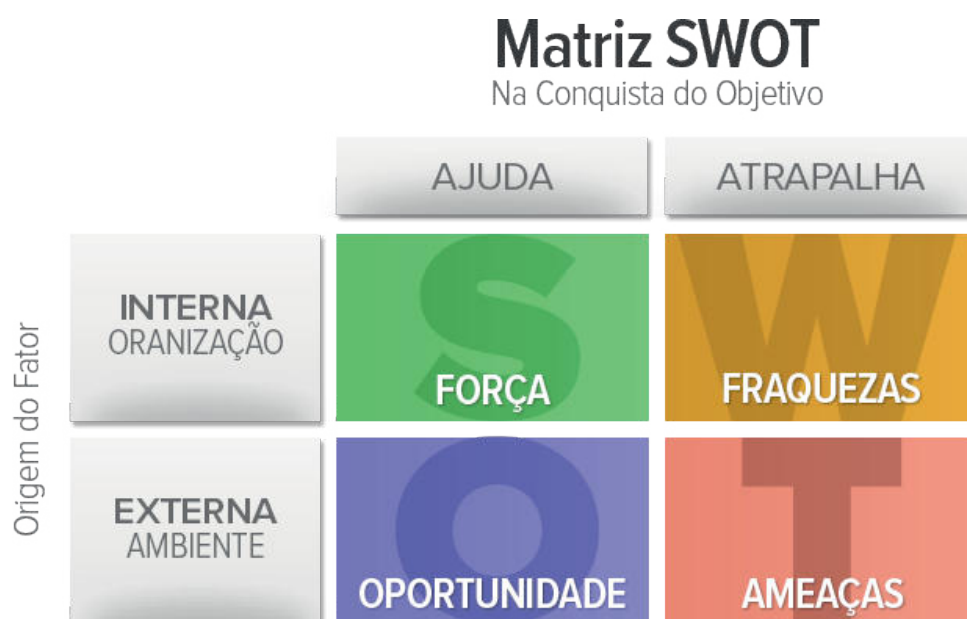 Matriz SWOT
Na Conquista do Objetivo
AJUDA
ATRAPALHA
Origem do Fator
INTERNA
ORANIZAÇÃO
S
FORÇA
W
FRAQUEZAS
EXTERNA
AMBIENTE
O
OPORTUNIDADE
T
AMEAÇAS